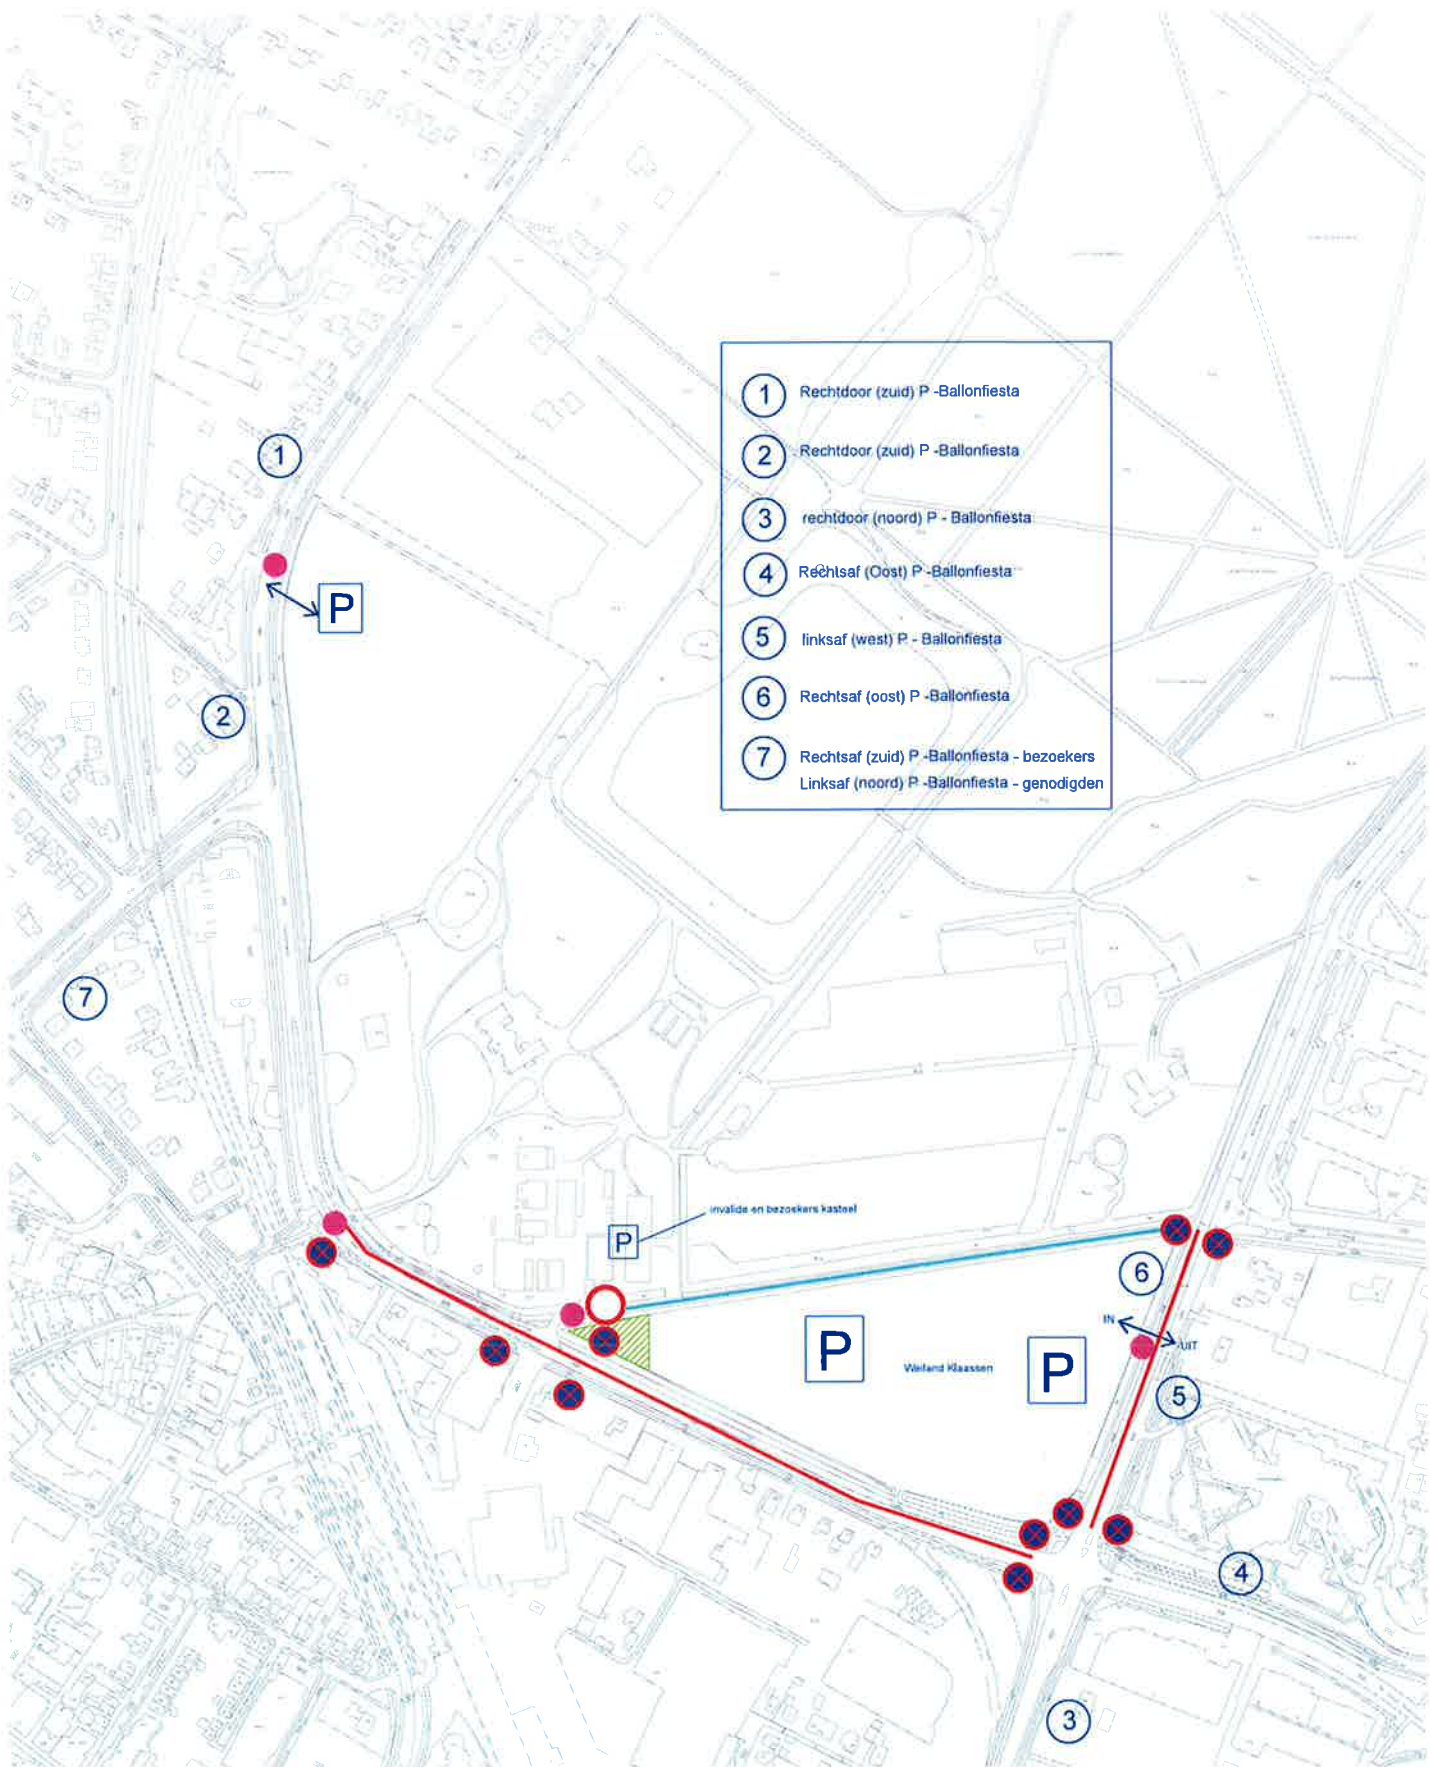 1 Rechtdoor (zuid) P -Ballonfiesta
2 Rechtdoor (zuid) P -Ballonfiesta
3 rechtdoor (noord) P - Ballonfiesta
4 Rechtsaf (Oost) P -Ballonfiesta
5 linksaf (west) P - Ballonfiesta
6 Rechtsaf (oost) P -Ballonfiesta
7 Rechtsaf (zuid) P -Ballonfiesta - bezoekers
Linksaf (noord) P -Ballonfiesta - genodigden
1
P
2
7
invalide en bezoekers kasteel
P
6
IN
UIT
P
Weiland Klaassen
P
5
4
3